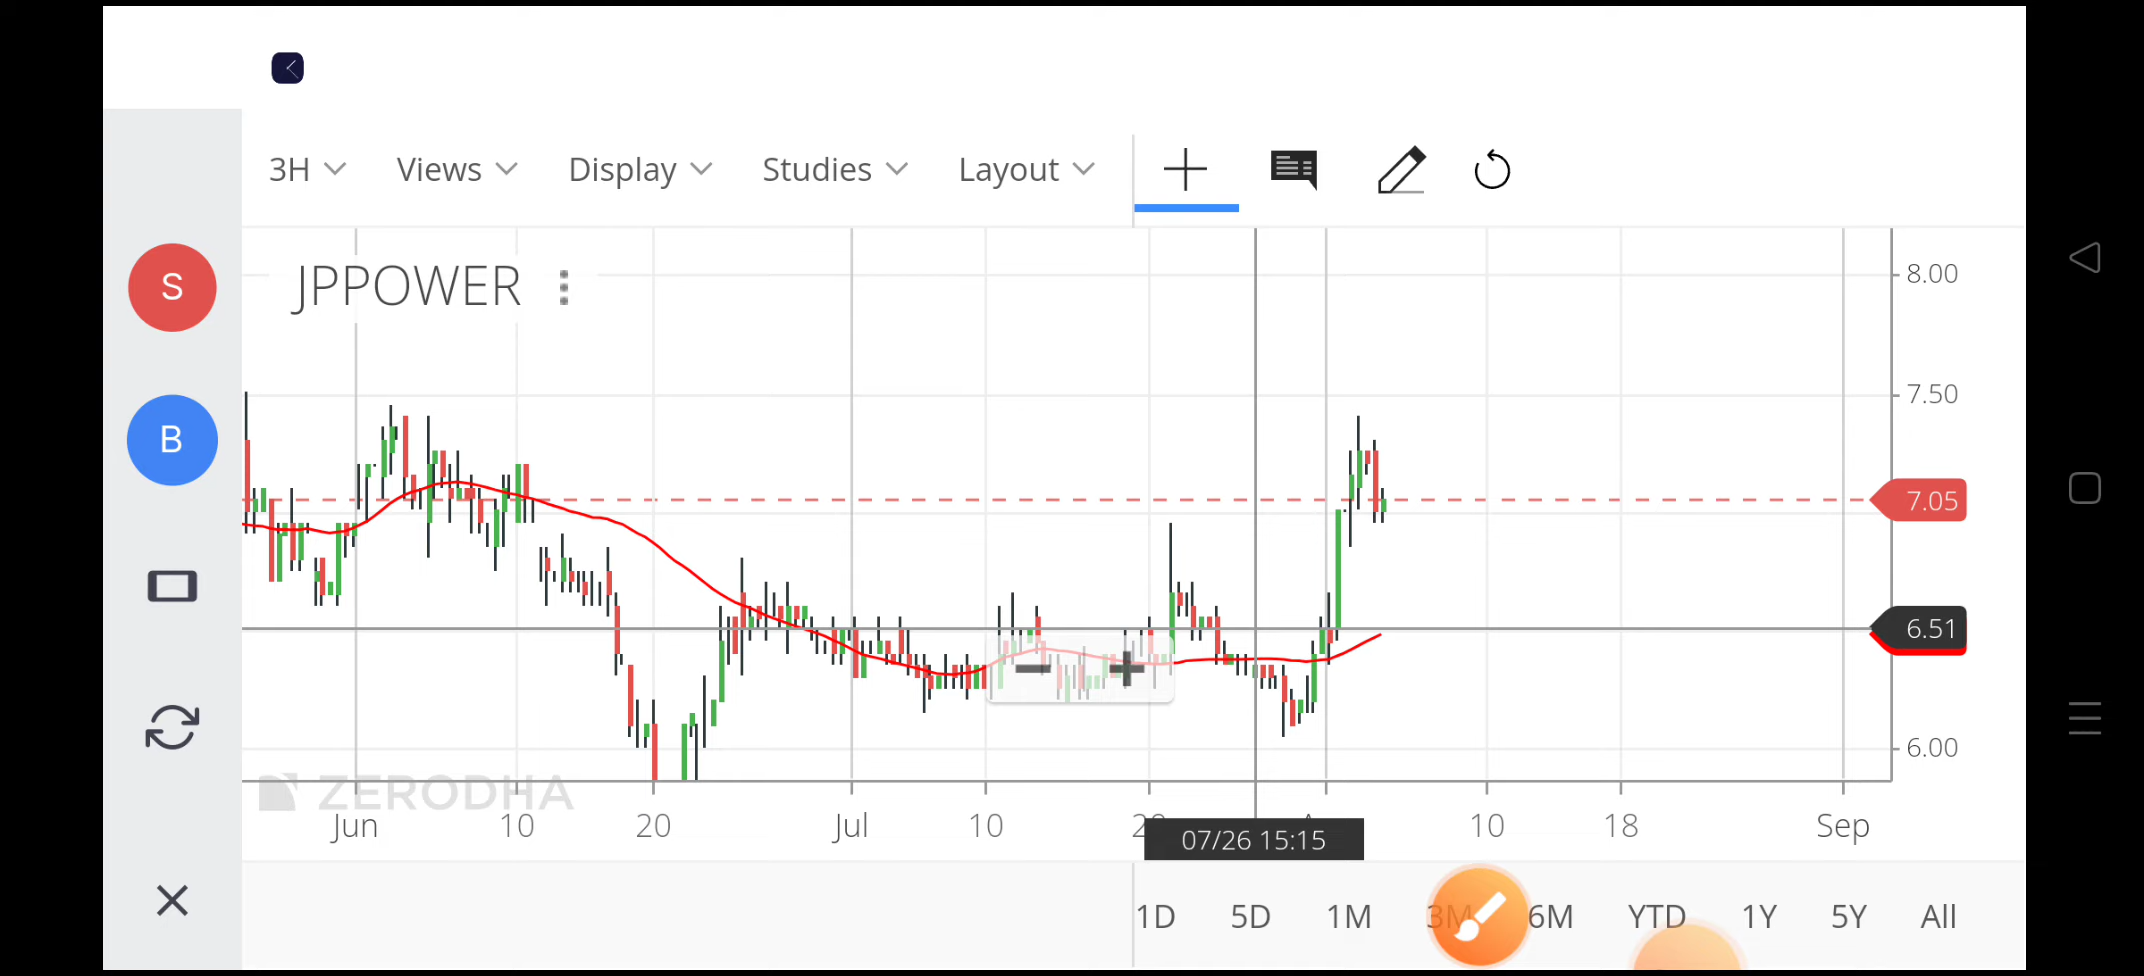 3H Views Display Studies Layout
S
JPPOWER
B
8.00
7.50
7.05
6.51
6.00
ZERODHA
Jun 10 20 Jul 10 10 18 Sep
07/26 15:15
1D 5D 1M 3M 6M YTD 1Y 5Y All